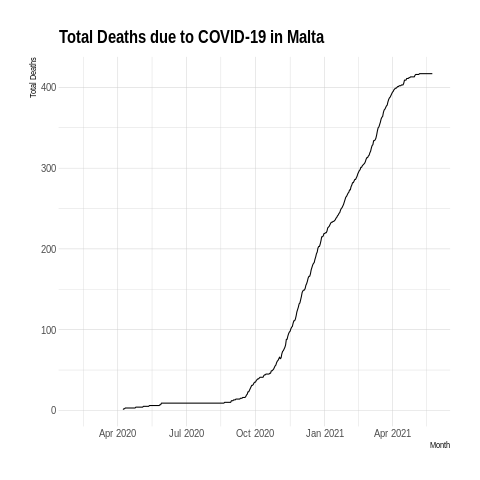 Total Deaths due to COVID-19 in Malta
Total Deaths
400
300
200
100
0
Apr 2020 Jul 2020 Oct 2020 Jan 2021 Apr 2021
Month